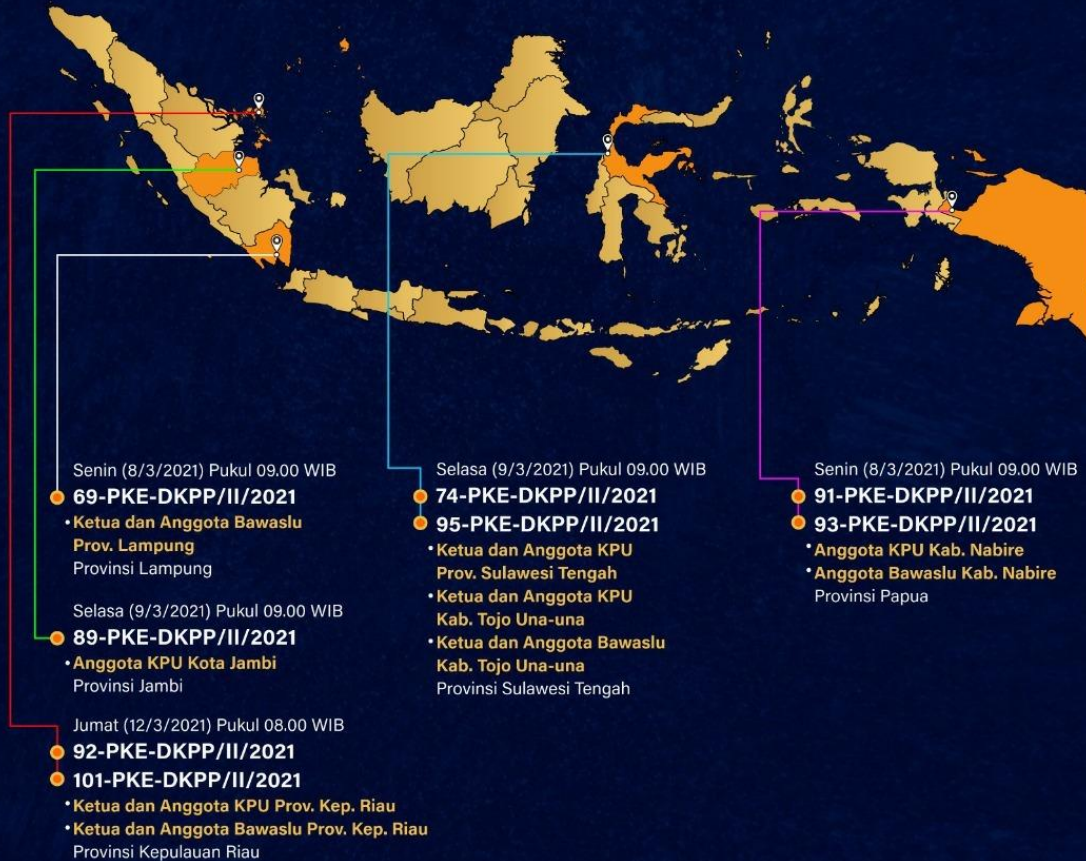 Senin (8/3/2021) Pukul 09.00 WIB
69-PKE-DKPP/II/2021
• Ketua dan Anggota Bawaslu
Prov. Lampung
Provinsi Lampung
Selasa (9/3/2021) Pukul 09.00 WIB
89-PKE-DKPP/II/2021
• Anggota KPU Kota Jambi
Provinsi Jambi
Jumat (12/3/2021) Pukul 08.00 WIB
92-PKE-DKPP/II/2021
101-PKE-DKPP/II/2021
• Ketua dan Anggota KPU Prov. Kep. Riau
• Ketua dan Anggota Bawaslu Prov. Kep. Riau
Provinsi Kepulauan Riau
Selasa (9/3/2021) Pukul 09.00 WIB
74-PKE-DKPP/II/2021
95-PKE-DKPP/II/2021
• Ketua dan Anggota KPU
Prov. Sulawesi Tengah
• Ketua dan Anggota KPU
Kab. Tojo Una-una
• Ketua dan Anggota Bawaslu
Kab. Tojo Una-una
Provinsi Sulawesi Tengah
Senin (8/3/2021) Pukul 09.00 WIB
91-PKE-DKPP/II/2021
93-PKE-DKPP/II/2021
• Anggota KPU Kab. Nabire
• Anggota Bawaslu Kab. Nabire
Provinsi Papua